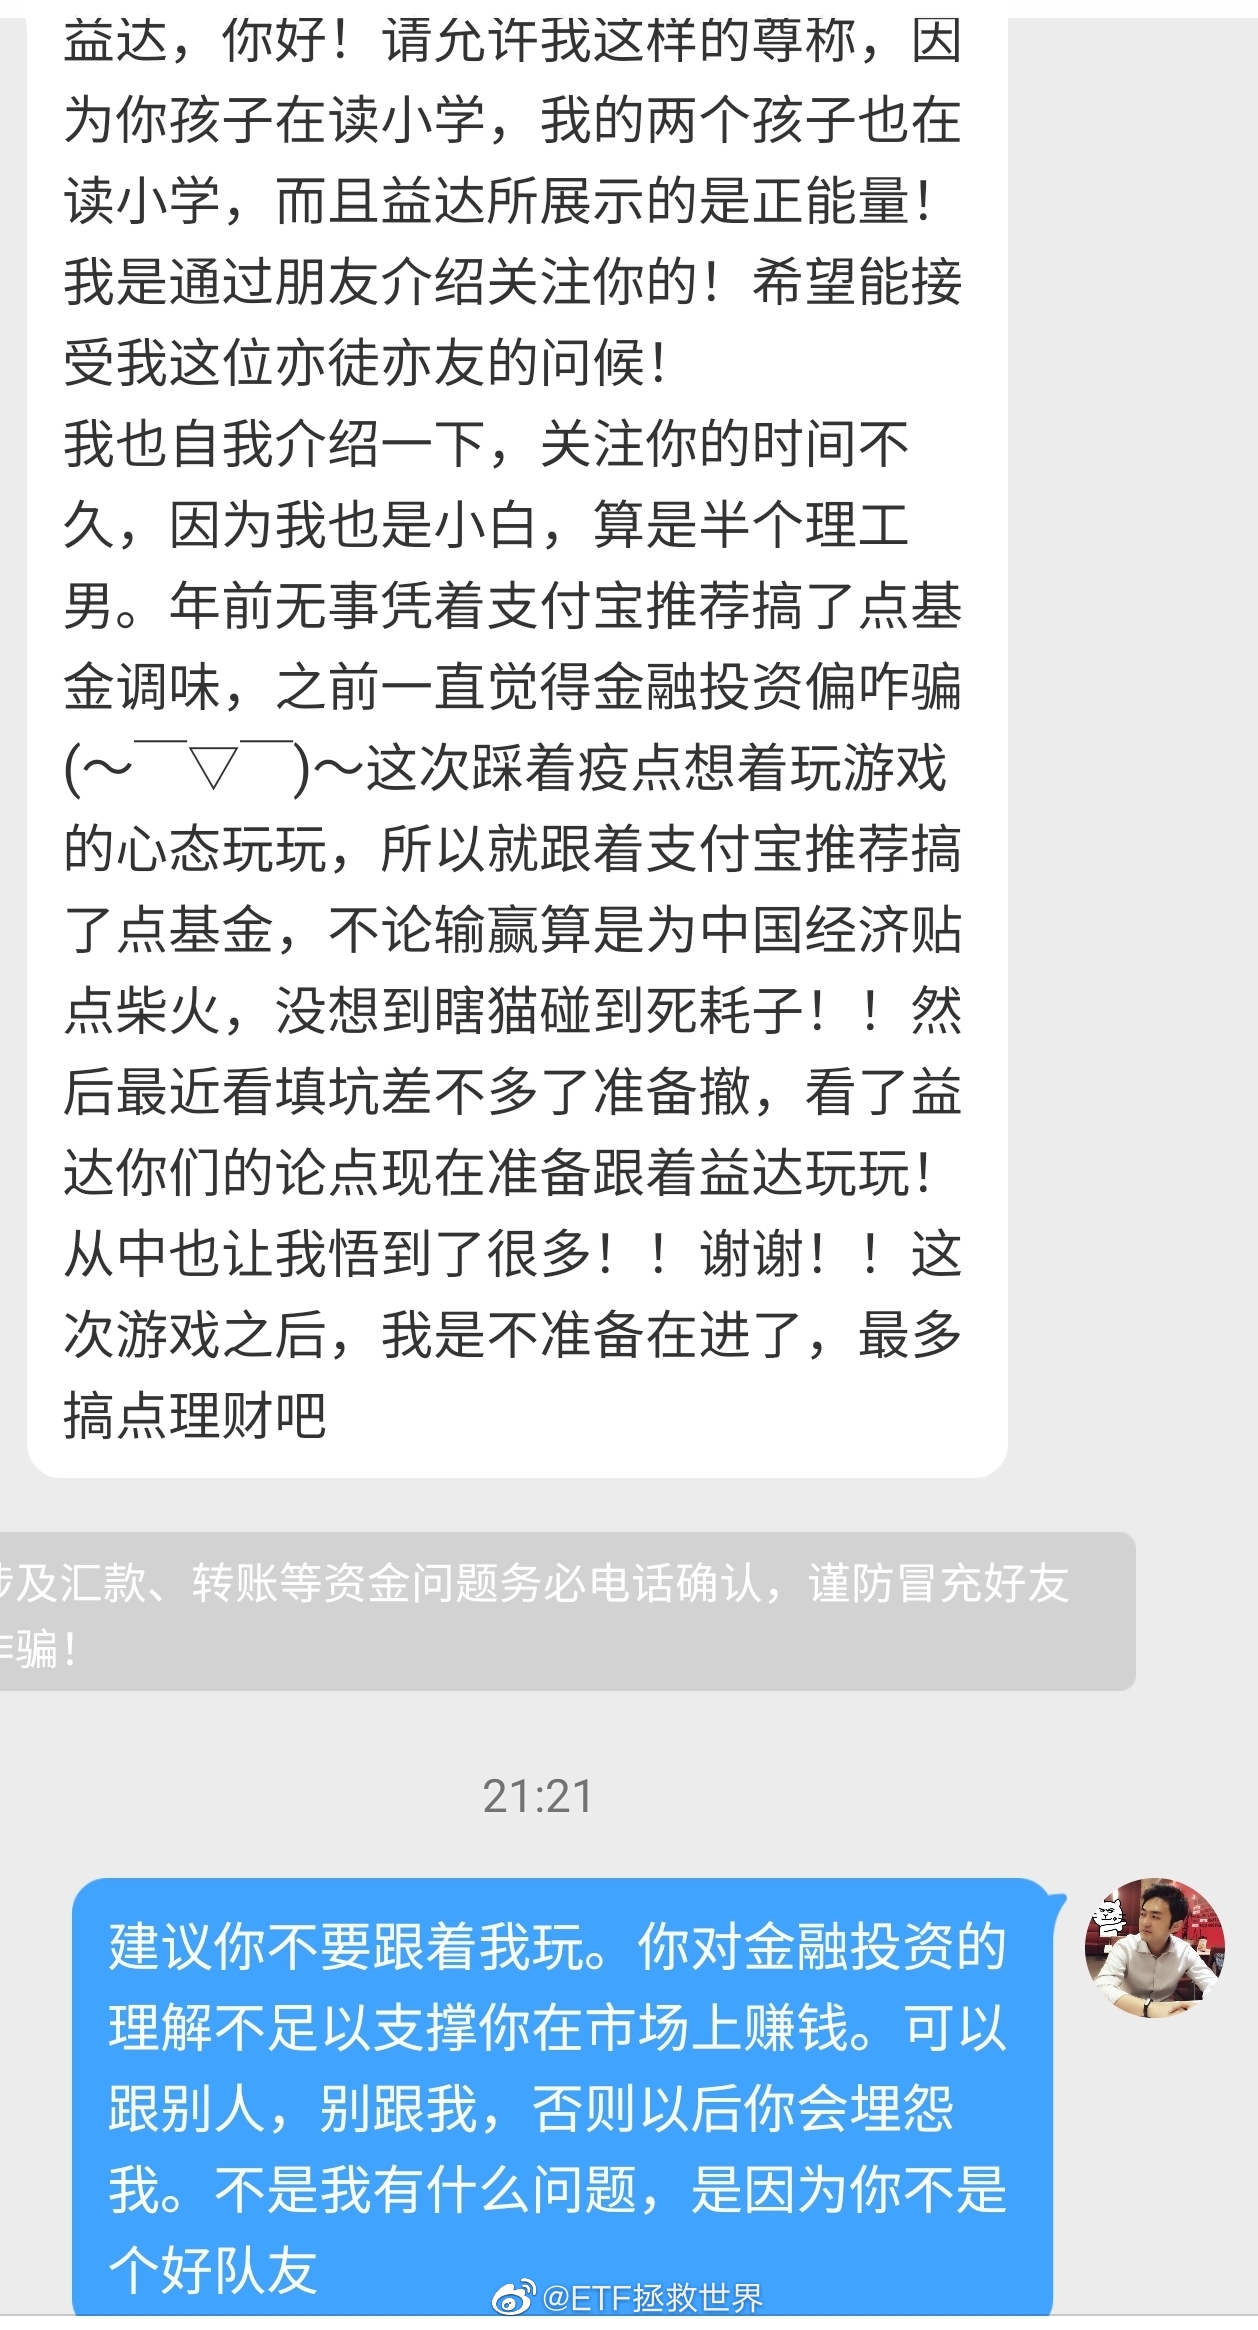 益达，你好！请允许我这样的尊称，因
为你孩子在读小学，我的两个孩子也在
读小学，而且益达所展示的是正能量！
我是通过朋友介绍关注你的！希望能接
受我这位亦徒亦友的问候！
我也自我介绍一下，关注你的时间不
久，因为我也是小白，算是半个理工
男。年前无事凭着支付宝推荐搞了点基
金调味，之前一直觉得金融投资偏咋骗
(～￣▽￣)～这次踩着疫点想着玩游戏
的心态玩玩，所以就跟着支付宝推荐搞
了点基金，不论输赢算是为中国经济贴
点柴火，没想到瞎猫碰到死耗子！！然
后最近看填坑差不多了准备撤，看了益
达你们的论点现在准备跟着益达玩玩！
从中也让我悟到了很多！！谢谢！！这
次游戏之后，我是不准备在进了，最多
搞点理财吧
涉及汇款、转账等资金问题务必电话确认，谨防冒充好友
诈骗！
21:21
建议你不要跟着我玩。你对金融投资的
理解不足以支撑你在市场上赚钱。可以
跟别人，别跟我，否则以后你会埋怨
我。不是我有什么问题，是因为你不是
个好队友
@ETF拯救世界